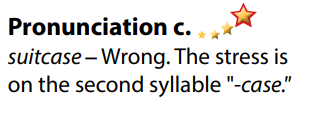 Pronunciation c.
suitcase – Wrong. The stress is
on the second syllable "-case."